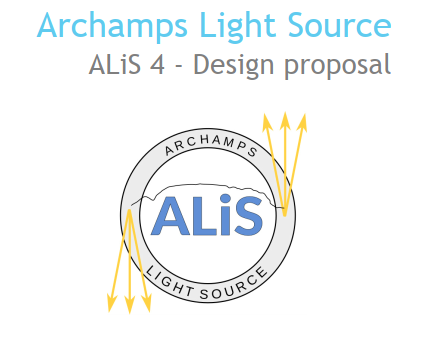 Archamps Light Source
ALiS 4 - Design proposal
ARCHAMPS
ALiS
LIGHT SOURCE